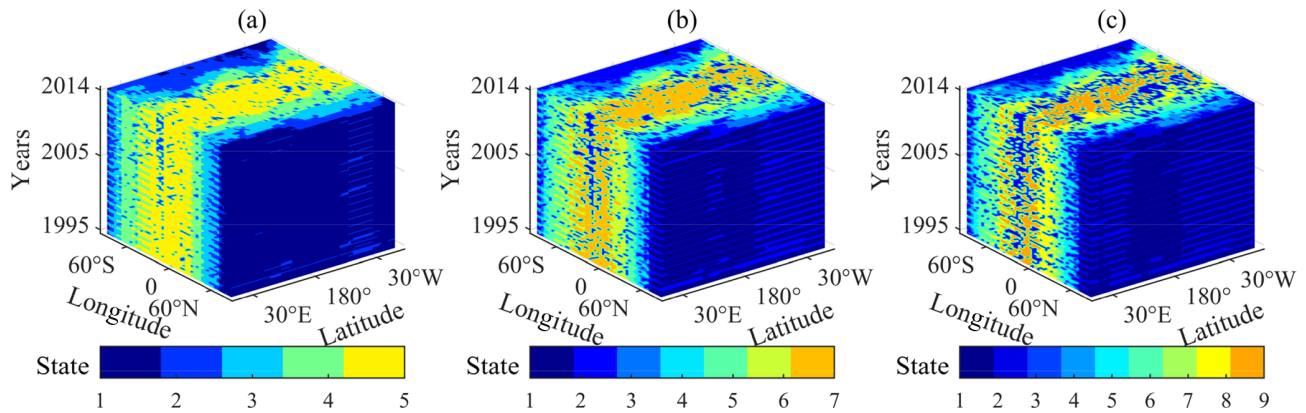 (a)
2014
2005
1995
Years
60°S
0
60°N
Longitude
30°E
180°
30°W
Latitude
State
1 2 3 4 5
(b)
2014
2005
1995
Years
60°S
0
60°N
Longitude
30°E
180°
30°W
Latitude
State
1 2 3 4 5 6 7
(c)
2014
2005
1995
Years
60°S
0
60°N
Longitude
30°E
180°
30°W
Latitude
State
1 2 3 4 5 6 7 8 9